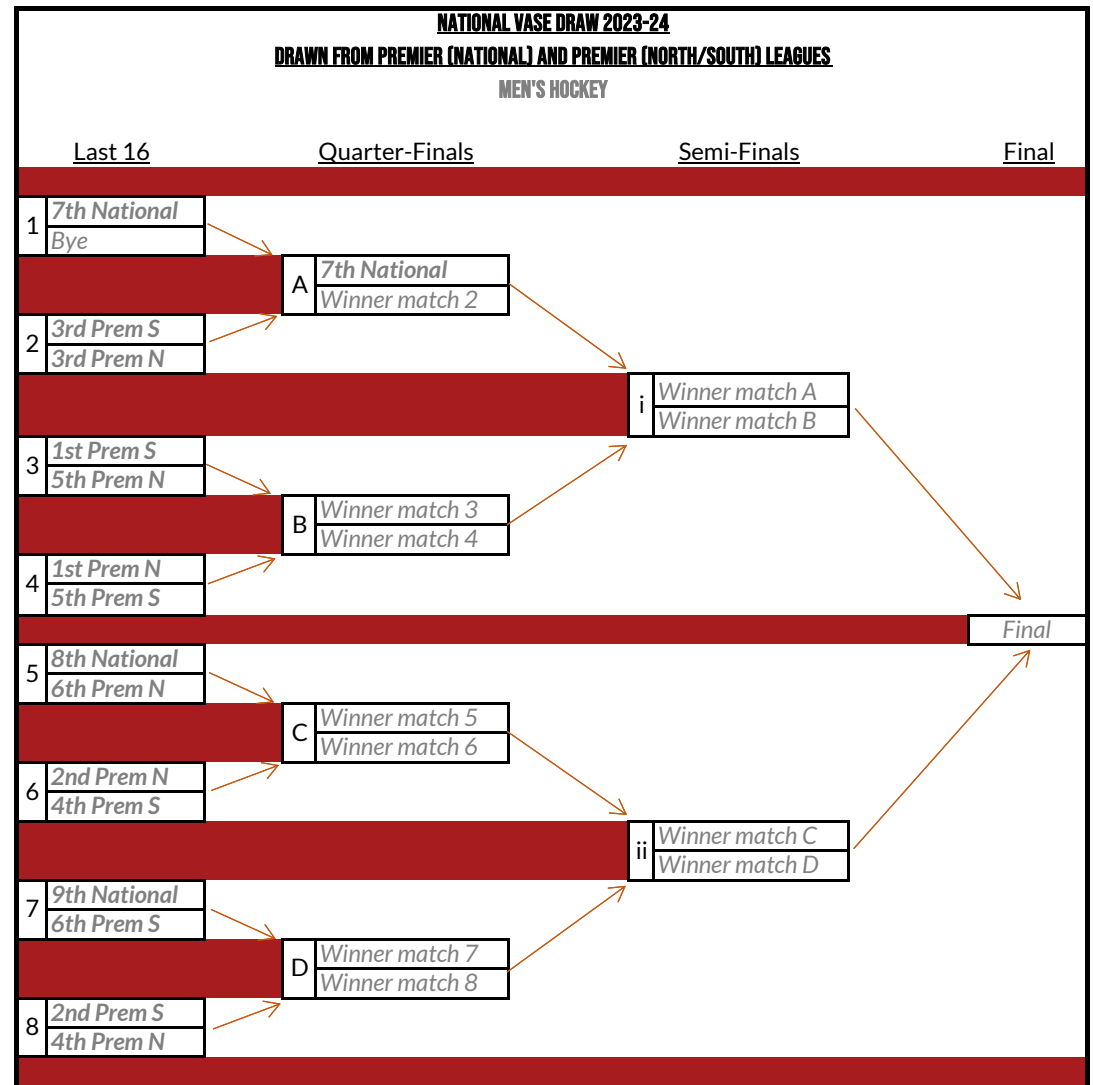 NATIONAL VASE DRAW 2023-24
DRAWN FROM PREMIER (NATIONAL) AND PREMIER (NORTH/SOUTH) LEAGUES
MEN'S HOCKEY
Last 16 Quarter-Finals Semi-Finals Final
1
7th National
Bye
A
7th National
Winner match 2
2
3rd Prem S
3rd Prem N
i
Winner match A
Winner match B
3
1st Prem S
5th Prem N
B
Winner match 3
Winner match 4
4
1st Prem N
5th Prem S
Final
5
8th National
6th Prem N
C
Winner match 5
Winner match 6
6
2nd Prem N
4th Prem S
ii
Winner match C
Winner match D
7
9th National
6th Prem S
D
Winner match 7
Winner match 8
8
2nd Prem S
4th Prem N